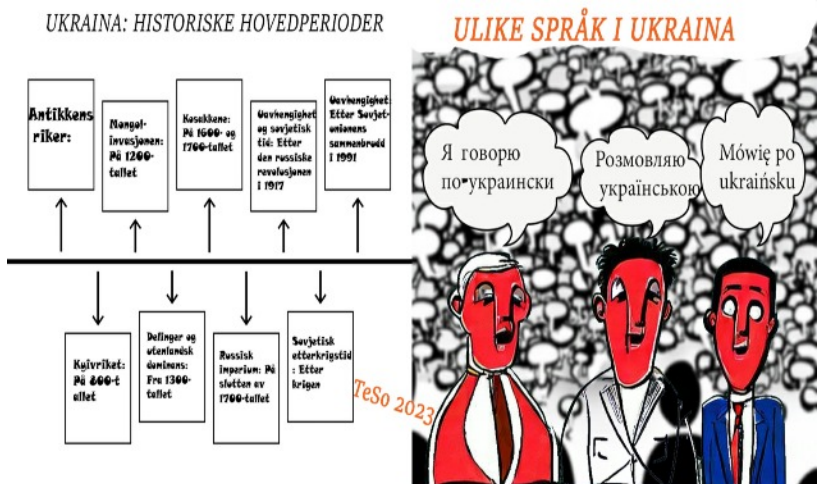 UKRAINA: HISTORISKE HOVEDPERIODER
Antikkens
riker:
Mongol-
invasjonen:
På 1200-
tallet
Kosakkene:
På 1600- og
1700-tallet
Uavhengighet
og sovjetisk
tid: Etter
den russiske
revolusjonen
i 1917
Uavhengighet:
Etter Sovjet-
unionens
sammenbrudd
i 1991
Kyivriket:
På 800-t
allet
Delinger og
utenlandsk
dominans:
Fra 1300-
tallet
Russisk
imperium: På
slutten av
1700-tallet
Sovjetisk
etterkrigstid
: Etter
krigen
TeSo 2023
ULIKE SPRÅK I UKRAINA
Я говорю
по-украински
Розмовляю
українською
Mówię po
ukraińsku